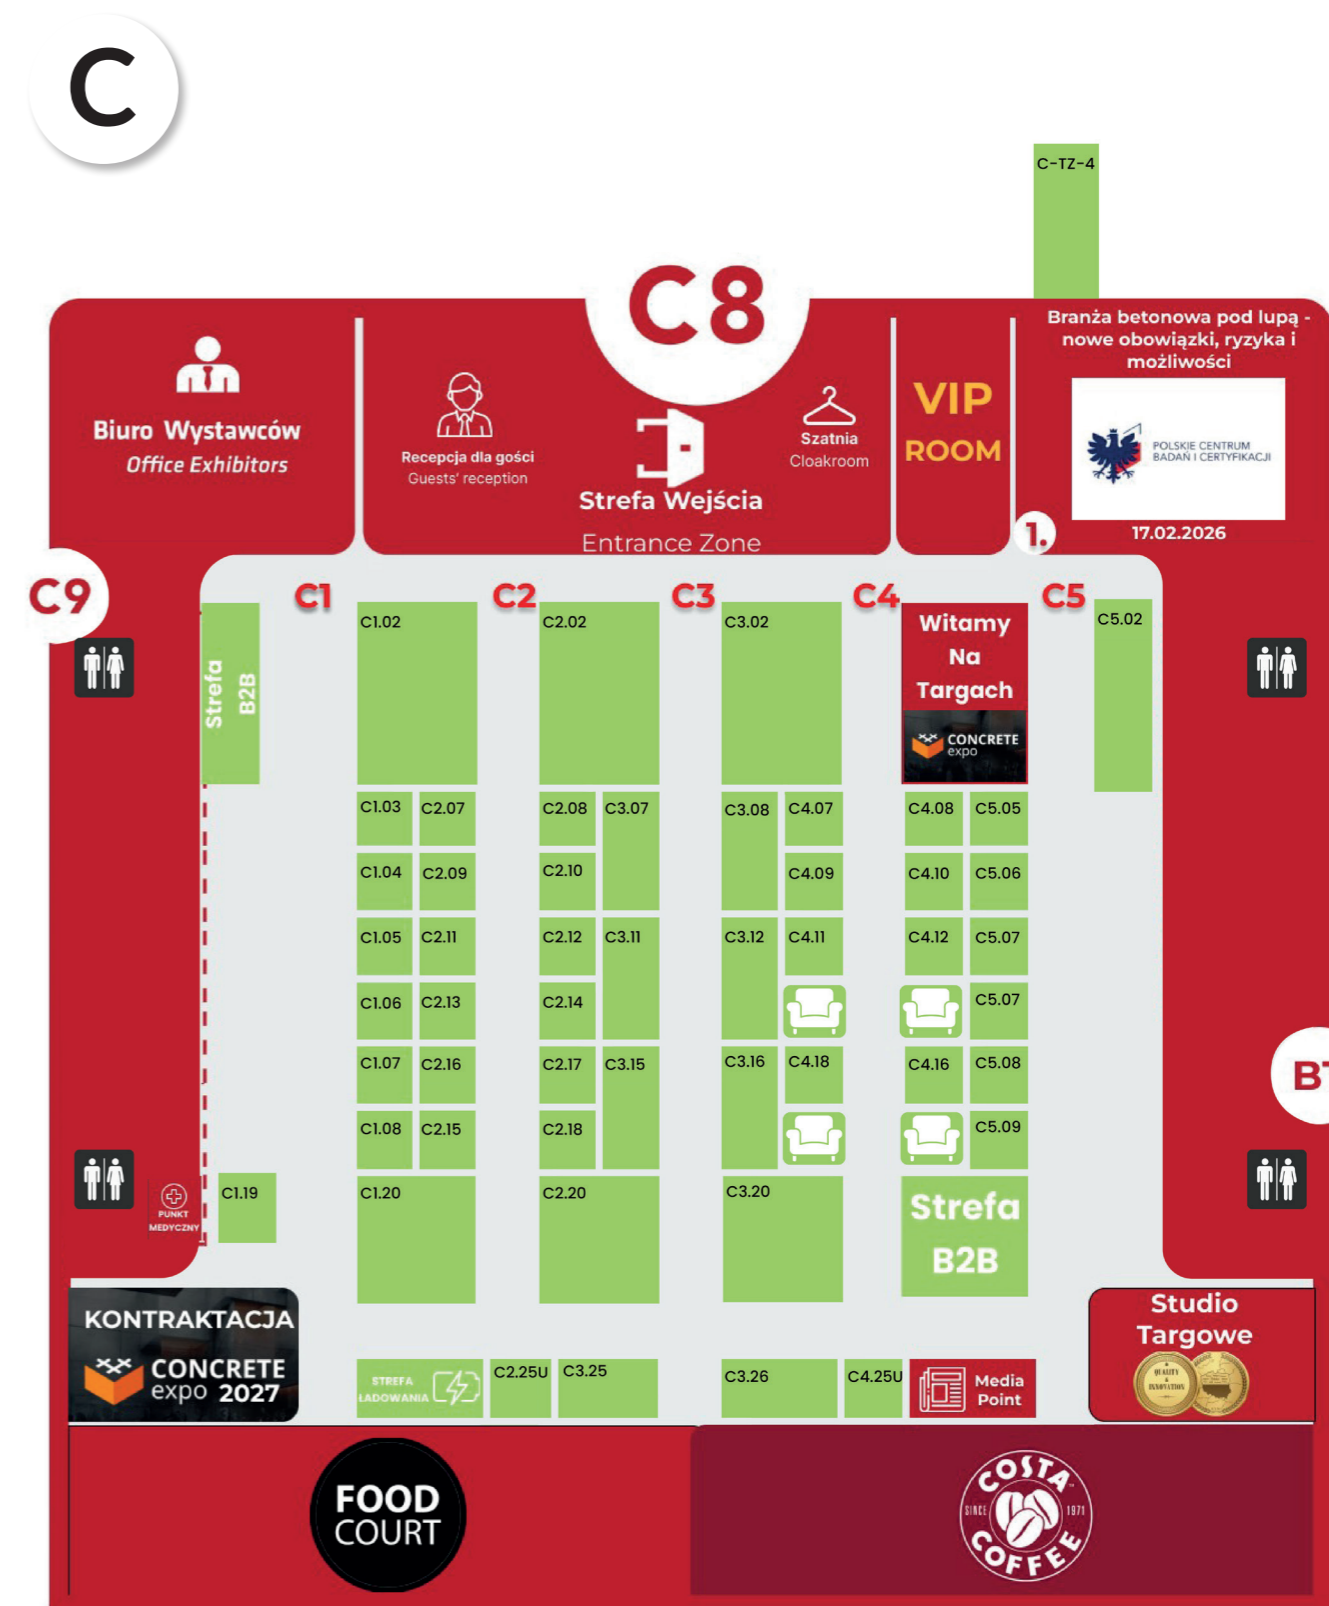 C
C-TZ-4
C8
Biuro Wystawców
Office Exhibitors
Recepcja dla gości
Guests' reception
Strefa Wejścia
Entrance Zone
Szatnia
Cloakroom
VIP
ROOM
Branża betonowa pod lupą -
nowe obowiązki, ryzyka i
możliwości
POLSKIE CENTRUM
BADAŃ I CERTYFIKACJI
17.02.2026
1.
C9
C1
C2
C3
C4
C5
Strefa
B2B
C1.02
C2.02
C3.02
Witamy
Na
Targach
CONCRETE
expo
C5.02
C1.03
C2.07
C2.08
C3.07
C3.08
C4.07
C4.08
C5.05
C1.04
C2.09
C2.10
C4.09
C4.10
C5.06
C1.05
C2.11
C2.12
C3.11
C3.12
C4.11
C4.12
C5.07
C1.06
C2.13
C2.14
C5.07
C1.07
C2.16
C2.17
C3.15
C3.16
C4.18
C4.16
C5.08
C1.08
C2.15
C2.18
C5.09
PUNKT
MEDYCZNY
C1.19
C1.20
C2.20
C3.20
Strefa
B2B
KONTRAKTACJA
CONCRETE
expo 2027
STREFA
ŁADOWANIA
C2.25U
C3.25
C3.26
C4.25U
Media
Point
Studio
Targowe
QUALITY
&
INNOVATION
FOOD
COURT
COSTA
SINCE
1971
COFFEE